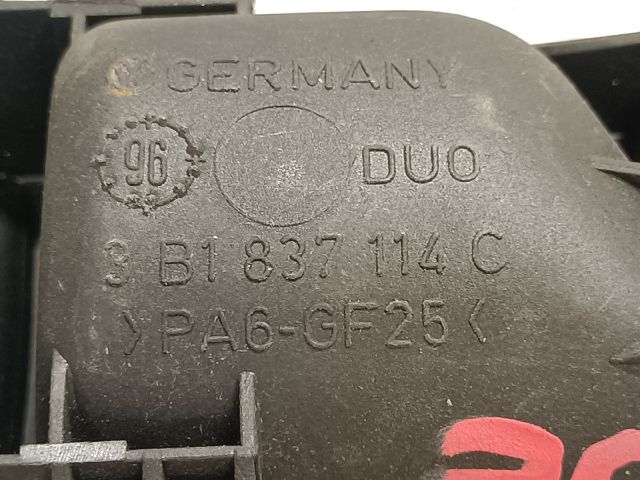 GERMANY
96 DUO
3 B1 837 114 C
>PA6-GF25<